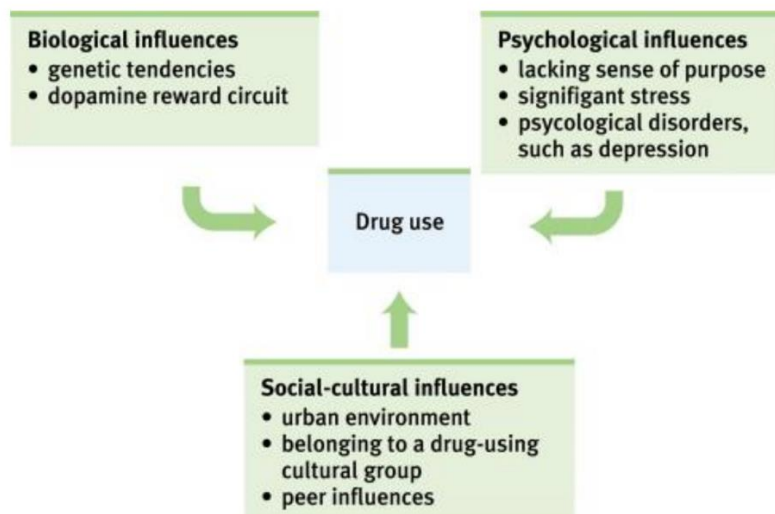 Biological influences
• genetic tendencies
• dopamine reward circuit
Psychological influences
• lacking sense of purpose
• signifigant stress
• psycological disorders,
such as depression
Drug use
Social-cultural influences
• urban environment
• belonging to a drug-using
cultural group
• peer influences